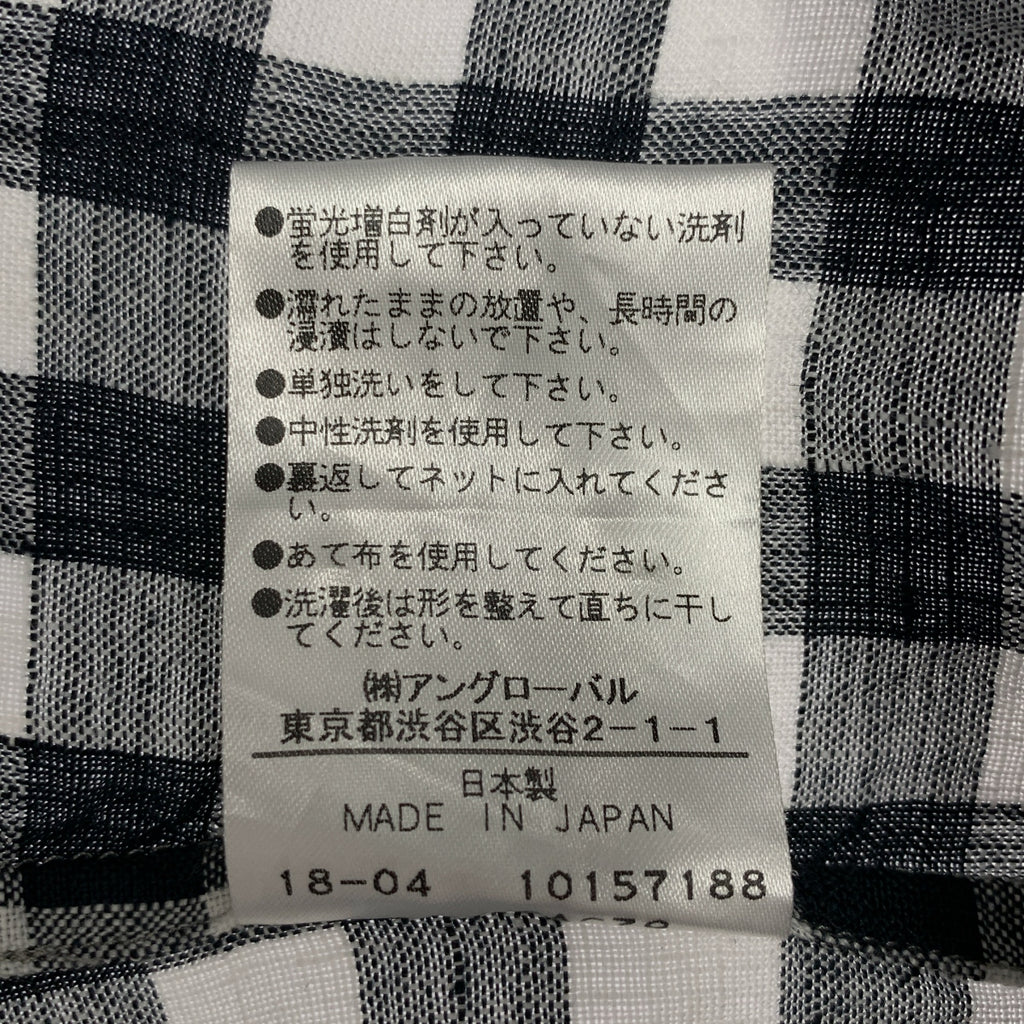 ●蛍光増白剤が入っていない洗剤
を使用して下さい。
●濡れたままの放置や、長時間の
浸漬はしないで下さい。
●単独洗いをして下さい。
●中性洗剤を使用して下さい。
●裏返してネットに入れてくださ
い。
●あて布を使用してください。
●洗濯後は形を整えて直ちに干し
てください。
㈱アングローバル
東京都渋谷区渋谷2-1-1
日本製
MADE IN JAPAN
18-04 10157188